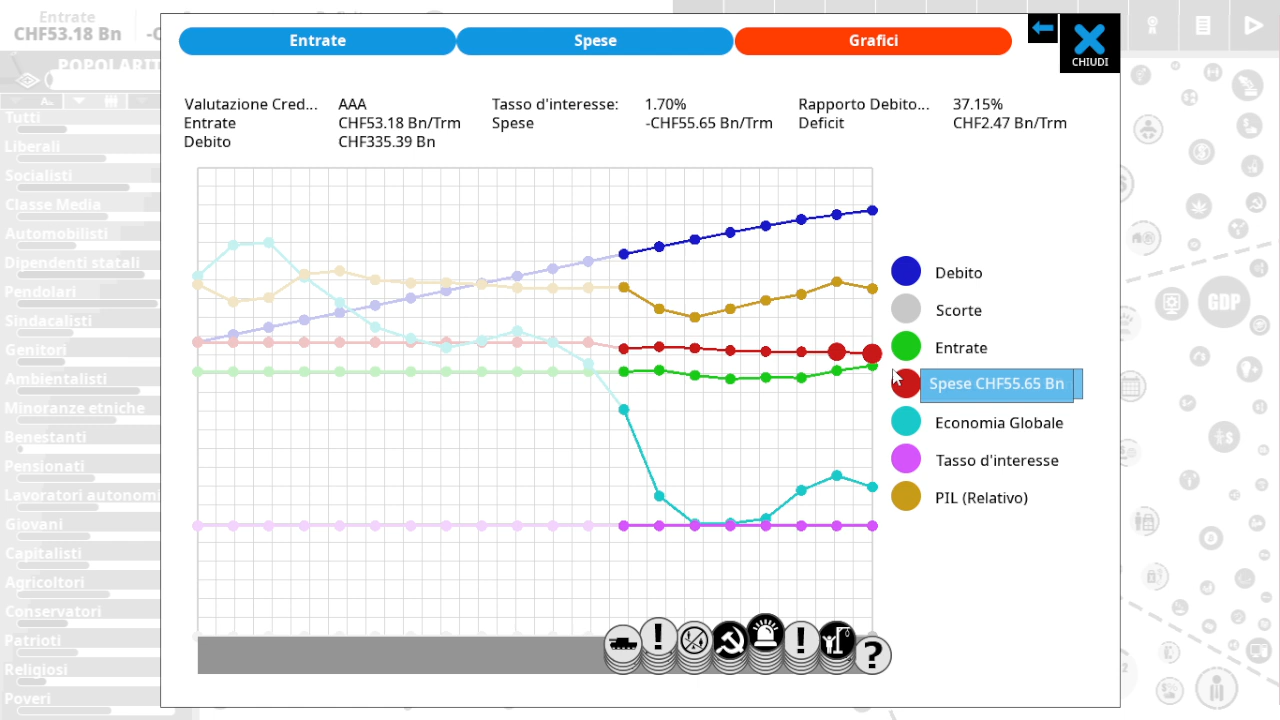 Entrate
CHF53.18 Bn
-C
POPOLARIT
Tutti
Liberali
Socialisti
Classe Media
Automobilisti
Dipendenti statali
Pendolari
Sindacalisti
Genitori
Ambientalisti
Minoranze etniche
Benestanti
Pensionati
Lavoratori autonom
Giovani
Capitalisti
Agricoltori
Conservatori
Patrioti
Religiosi
Poveri
Entrate Spese Grafici
CHIUDI
Valutazione Cred... AAA Tasso d'interesse: 1.70% Rapporto Debito... 37.15%
Entrate CHF53.18 Bn/Trm Spese -CHF55.65 Bn/Trm Deficit CHF2.47 Bn/Trm
Debito CHF335.39 Bn
Debito
Scorte
Entrate
Spese CHF55.65 Bn
Economia Globale
Tasso d'interesse
PIL (Relativo)
GDP